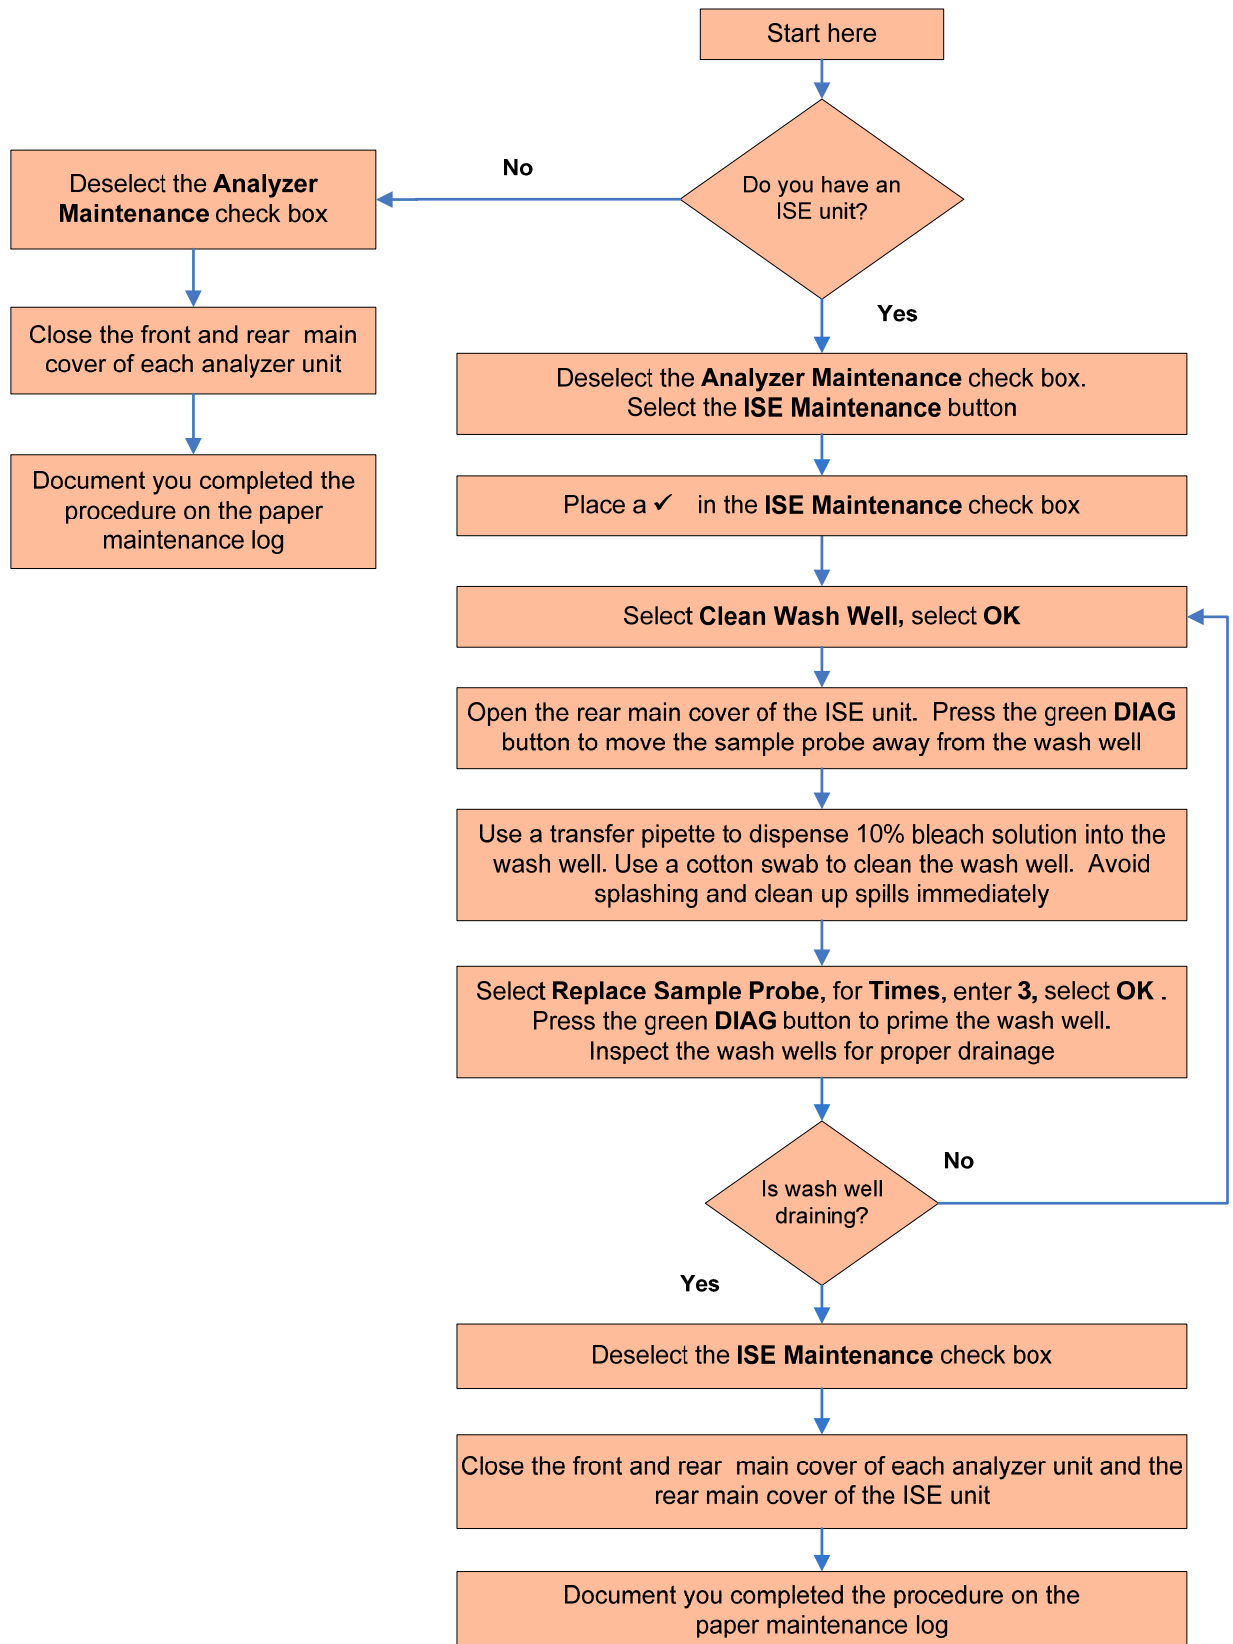 Start here
Do you have an
ISE unit?
No
Deselect the Analyzer
Maintenance check box
Close the front and rear main
cover of each analyzer unit
Document you completed the
procedure on the paper
maintenance log
Yes
Deselect the Analyzer Maintenance check box.
Select the ISE Maintenance button
Place a ✓ in the ISE Maintenance check box
Select Clean Wash Well, select OK
Open the rear main cover of the ISE unit. Press the green DIAG
button to move the sample probe away from the wash well
Use a transfer pipette to dispense 10% bleach solution into the
wash well. Use a cotton swab to clean the wash well. Avoid
splashing and clean up spills immediately
Select Replace Sample Probe, for Times, enter 3, select OK .
Press the green DIAG button to prime the wash well.
Inspect the wash wells for proper drainage
Is wash well
draining?
No
Yes
Deselect the ISE Maintenance check box
Close the front and rear main cover of each analyzer unit and the
rear main cover of the ISE unit
Document you completed the procedure on the
paper maintenance log